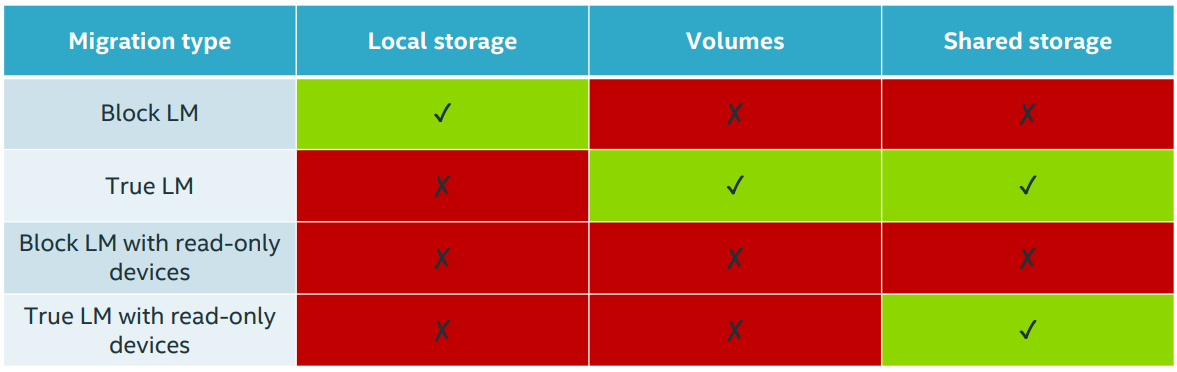 Migration type Local storage Volumes Shared storage
Block LM ✓ ✗ ✗
True LM ✗ ✓ ✓
Block LM with read-only
devices ✗ ✗ ✗
True LM with read-only
devices ✗ ✗ ✓